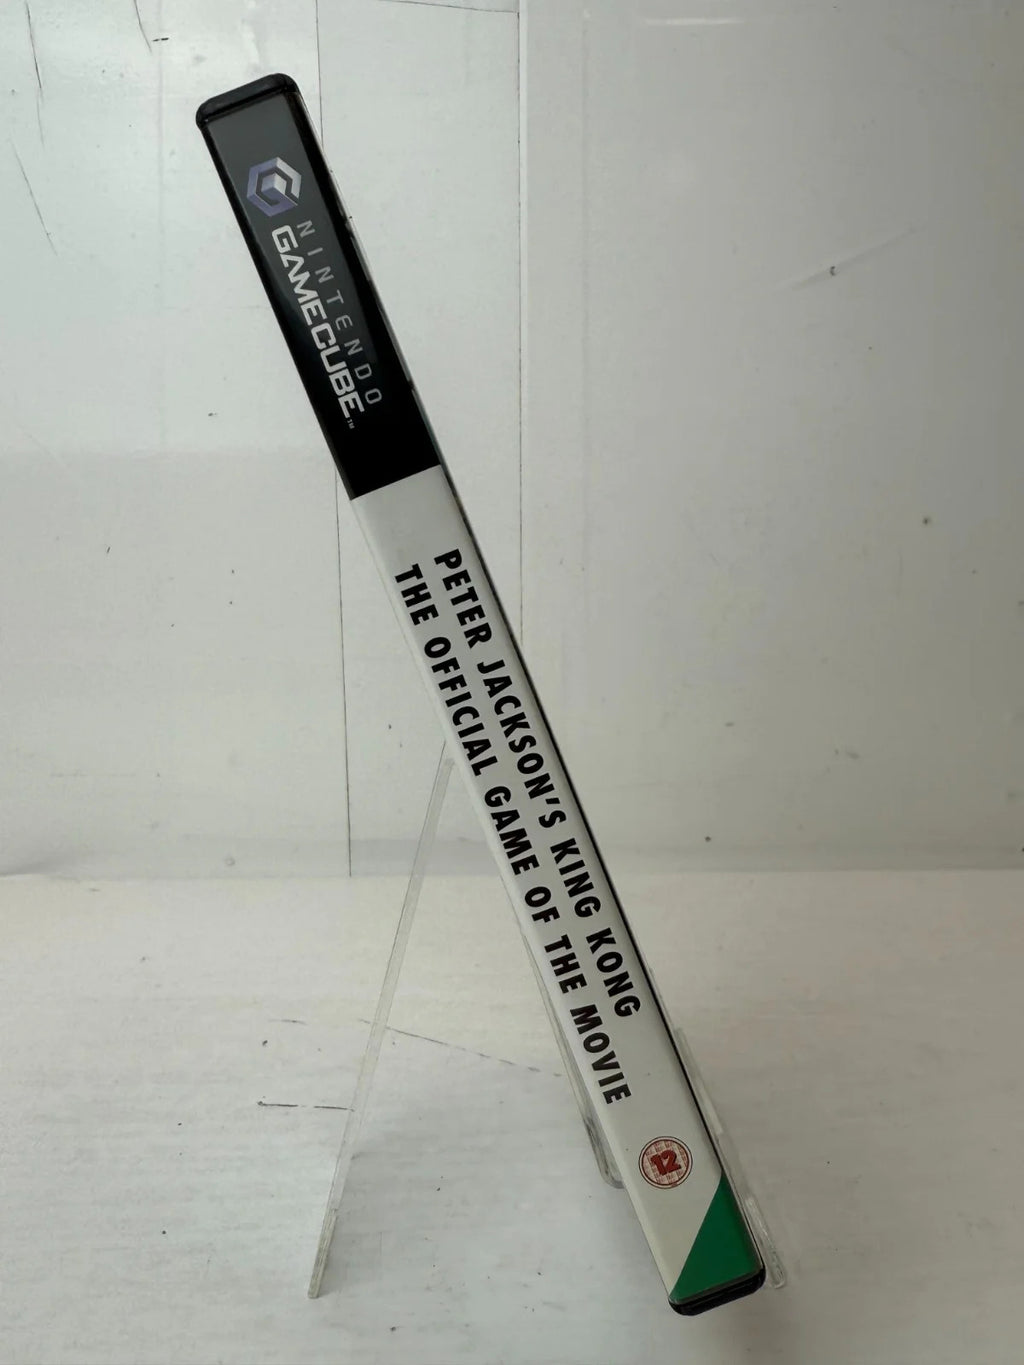 NINTENDO
GAMECUBE™
PETER JACKSON'S KING KONG
THE OFFICIAL GAME OF THE MOVIE
12